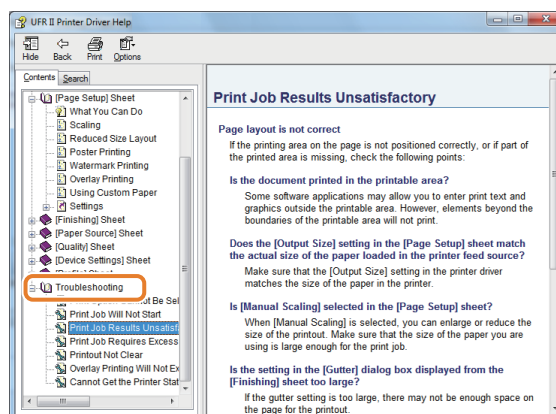 UFR II Printer Driver Help
Hide Back Print Options
Contents Search
[Page Setup] Sheet
What You Can Do
Scaling
Reduced Size Layout
Poster Printing
Watermark Printing
Overlay Printing
Using Custom Paper
Settings
[Finishing] Sheet
[Paper Source] Sheet
[Quality] Sheet
[Device Settings] Sheet
Troubleshooting
Print Job Will Not Start
Print Job Results Unsatisf
Print Job Requires Excess
Printout Not Clear
Overlay Printing Will Not Ex
Cannot Get the Printer Stat
Print Job Results Unsatisfactory
Page layout is not correct
If the printing area on the page is not positioned correctly, or if part of
the printed area is missing, check the following points:
Is the document printed in the printable area?
Some software applications may allow you to enter print text and
graphics outside the printable area. However, elements beyond the
boundaries of the printable area will not print.
Does the [Output Size] setting in the [Page Setup] sheet match
the actual size of the paper loaded in the printer feed source?
Make sure that the [Output Size] setting in the printer driver
matches the size of the paper in the printer.
Is [Manual Scaling] selected in the [Page Setup] sheet?
When [Manual Scaling] is selected, you can enlarge or reduce the
size of the printout. Make sure that the size of the paper you are
using is large enough for the print job.
Is the setting in the [Gutter] dialog box displayed from the
[Finishing] sheet too large?
If the gutter setting is too large, there may not be enough space on
the page for the printout.